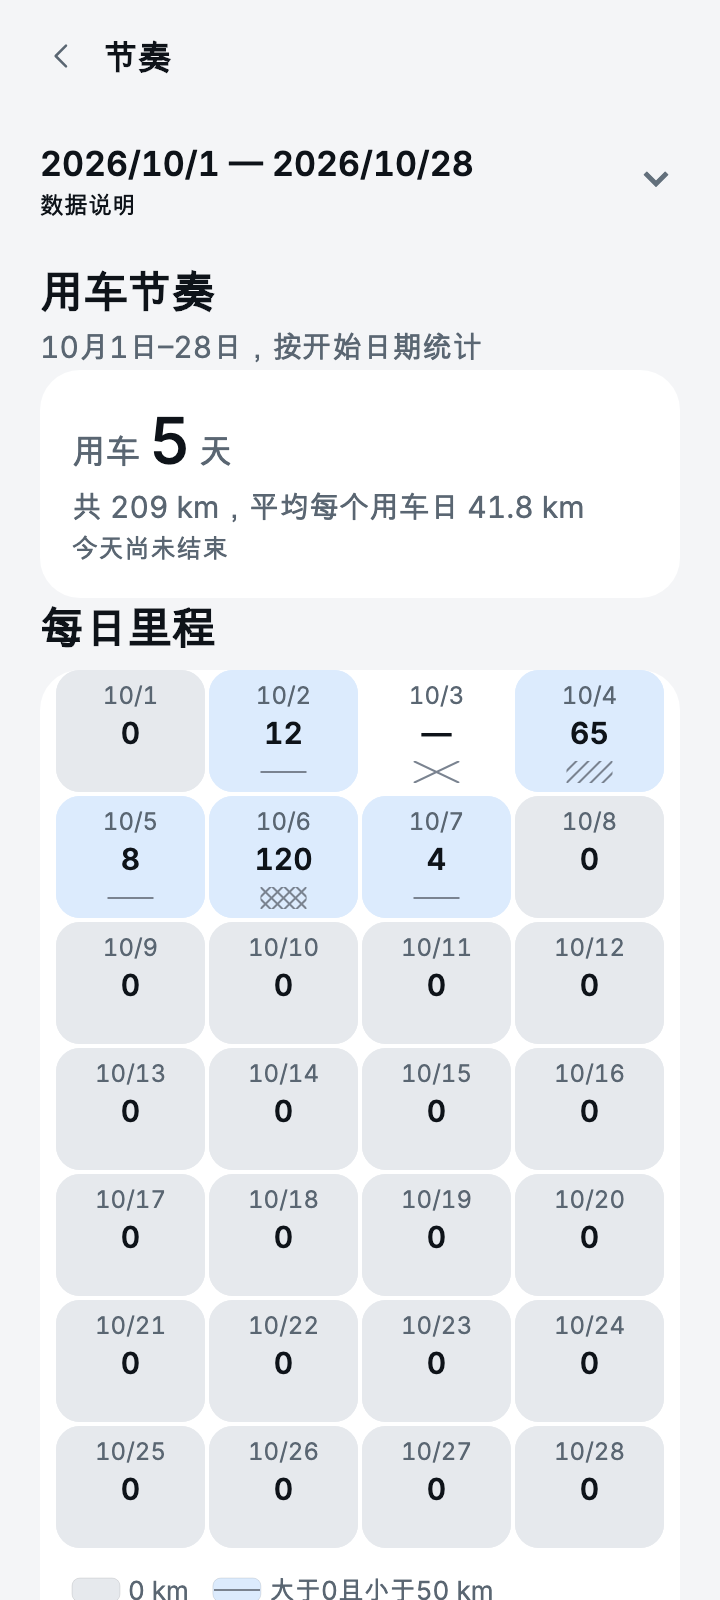 节奏
2026/10/1 — 2026/10/28
数据说明
用车节奏
10月1日–28日，按开始日期统计
用车 5 天
共 209 km，平均每个用车日 41.8 km
今天尚未结束
每日里程
10/1 10/2 10/3 10/4
0 12 — 65
10/5 10/6 10/7 10/8
8 120 4 0
10/9 10/10 10/11 10/12
0 0 0 0
10/13 10/14 10/15 10/16
0 0 0 0
10/17 10/18 10/19 10/20
0 0 0 0
10/21 10/22 10/23 10/24
0 0 0 0
10/25 10/26 10/27 10/28
0 0 0 0
0 km 大于0且小于50 km